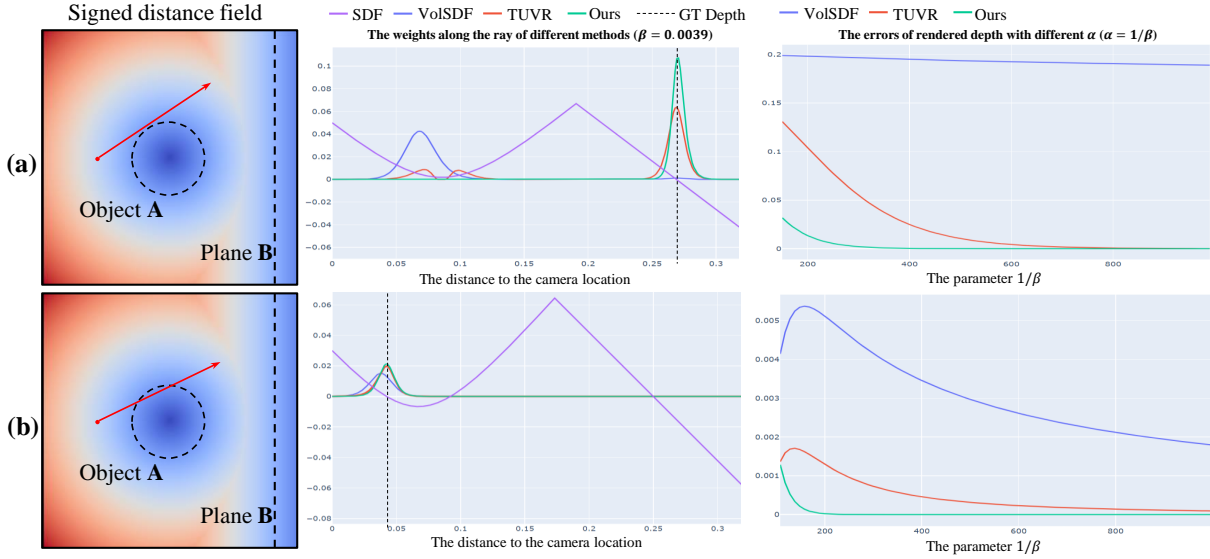 Signed distance field
SDF VolSDF TUVR Ours GT Depth
The weights along the ray of different methods (β = 0.0039)
VolSDF TUVR Ours
The errors of rendered depth with different α (α = 1/β)
(a)
Object A
Plane B
0.1
0.08
0.06
0.04
0.02
0
−0.02
−0.04
−0.06
0 0.05 0.1 0.15 0.2 0.25 0.3
The distance to the camera location
0.2
0.15
0.1
0.05
0
200 400 600 800
The parameter 1/β
(b)
Object A
Plane B
0.06
0.04
0.02
0
−0.02
−0.04
−0.06
−0.08
0 0.05 0.1 0.15 0.2 0.25 0.3
The distance to the camera location
0.005
0.004
0.003
0.002
0.001
0
200 400 600 800
The parameter 1/β